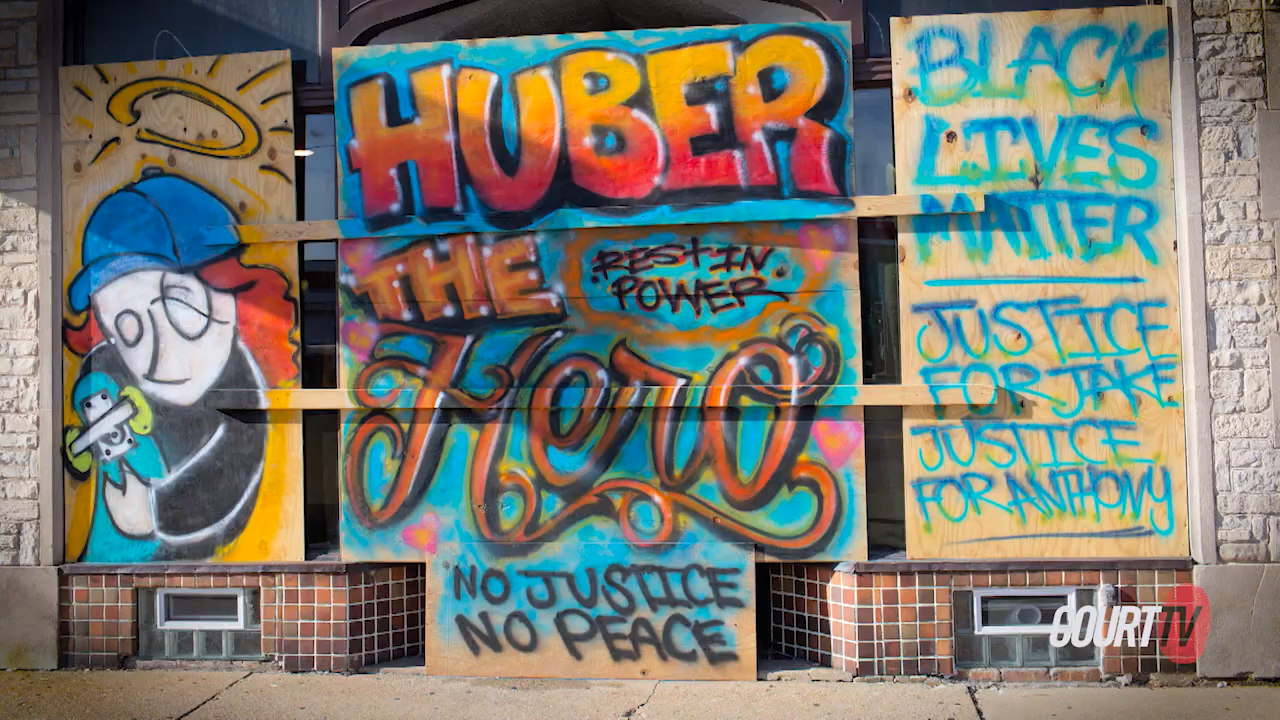 HUBER
THE
REST IN
POWER
Hero
NO JUSTICE
NO PEACE
BLACK
LIVES
MATTER
JUSTICE
FOR JAKE
JUSTICE
FOR ANTHONY
COURT TV